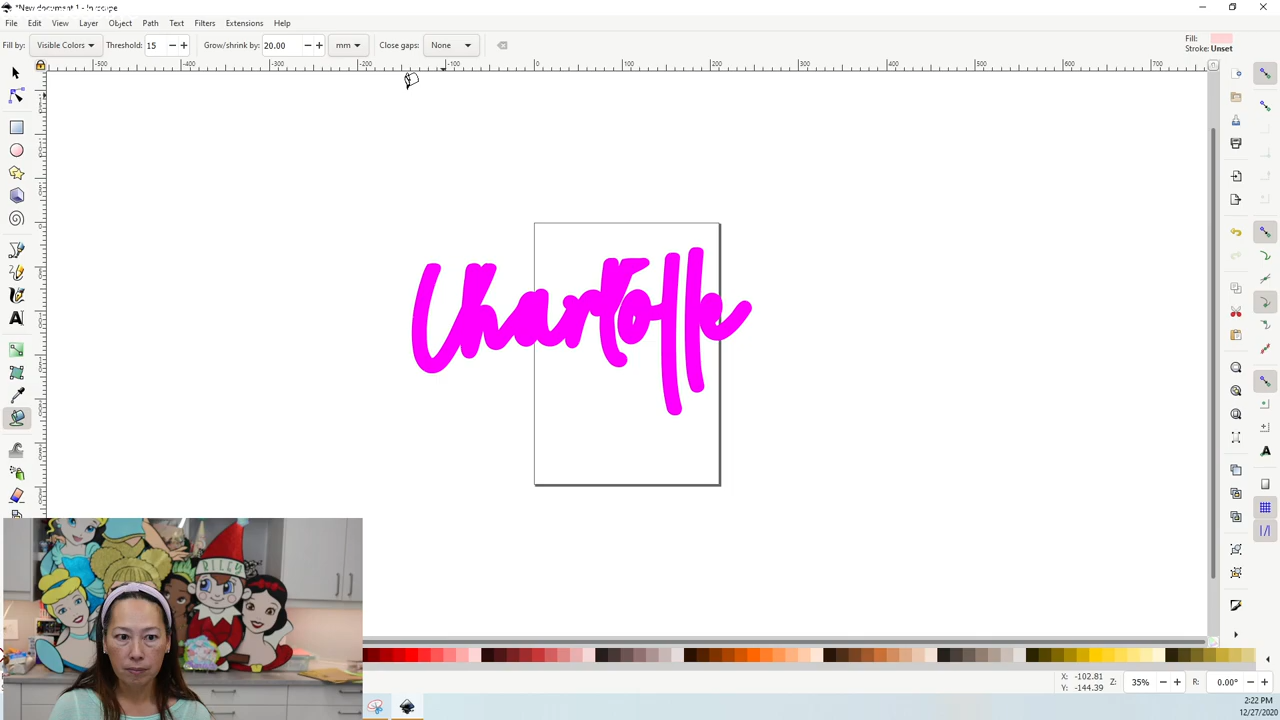 *New document 1 - Inkscape
File Edit View Layer Object Path Text Filters Extensions Help
Fill by: Visible Colors Threshold: 15 - + Grow/shrink by: 20.00 - + mm Close gaps: None
Fill:
Stroke: Unset
-500 -400 -300 -200 -100 0 100 200 300 400 500 600 700
Charlotte
RILEY
X: -102.81
Y: -144.39
Z: 35% - + R: 0.00° - +
2:22 PM
12/27/2020